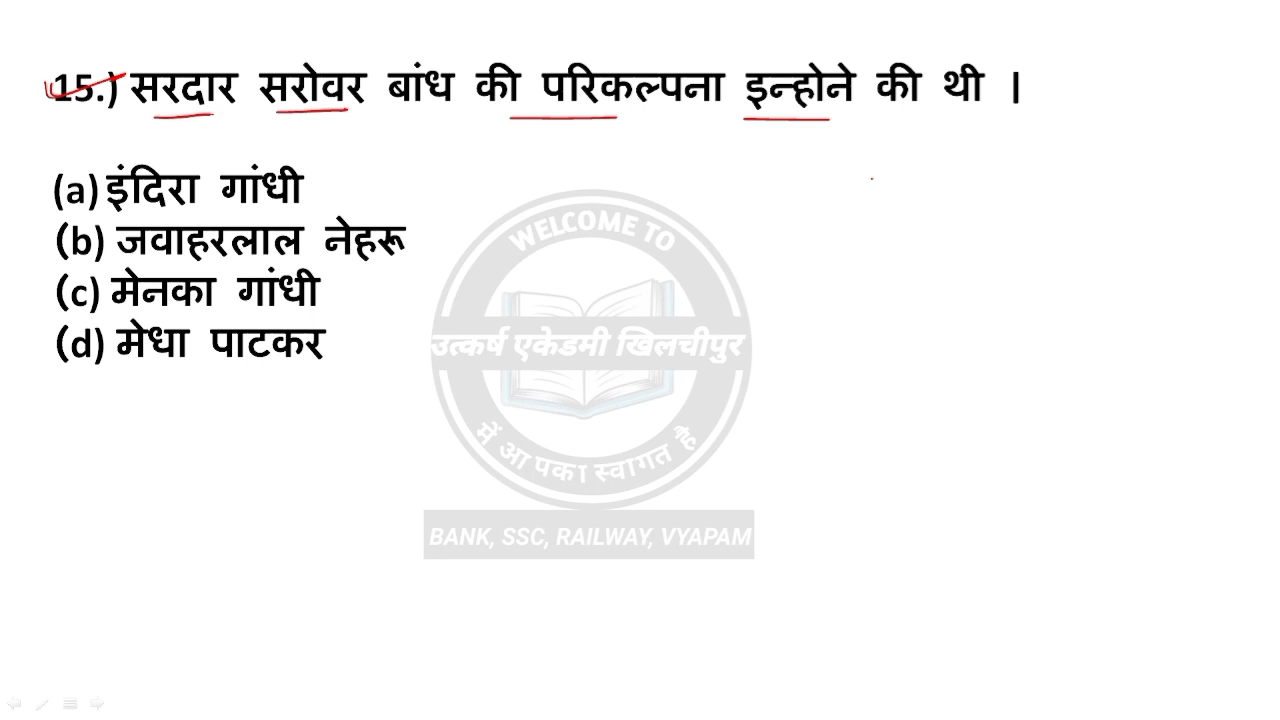 15.) सरदार सरोवर बांध की परिकल्पना इन्होने की थी ।
(a) इंदिरा गांधी
(b) जवाहरलाल नेहरू
(c) मेनका गांधी
(d) मेधा पाटकर
WELCOME TO
उत्कर्ष एकेडमी खिलचीपुर
में आ पका स्वागत है
BANK, SSC, RAILWAY, VYAPAM